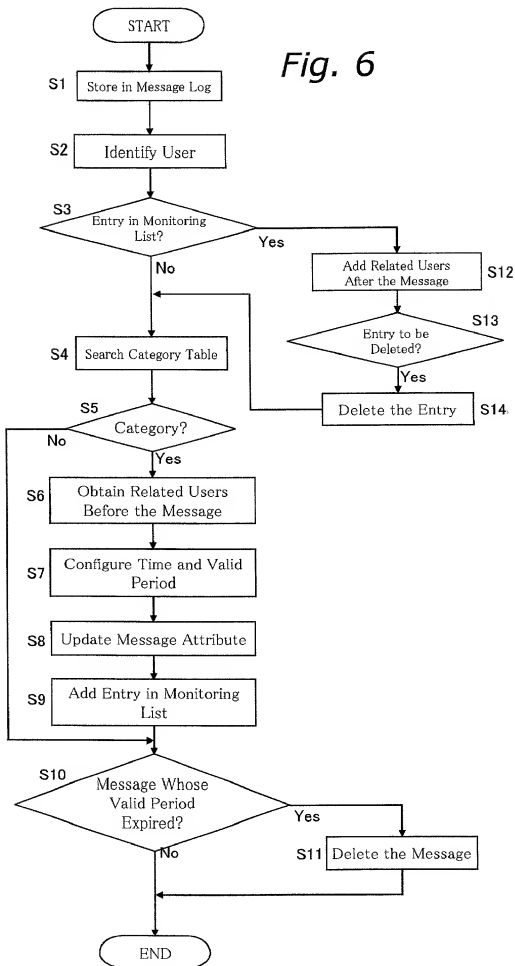 START
Fig. 6
S1
Store in Message Log
S2
Identify User
S3
Entry in Monitoring
List?
Yes
No
Add Related Users
After the Message
S12
S13
Entry to be
Deleted?
Yes
S4
Search Category Table
Delete the Entry
S14
S5
Category?
No
Yes
S6
Obtain Related Users
Before the Message
S7
Configure Time and Valid
Period
S8
Update Message Attribute
S9
Add Entry in Monitoring
List
S10
Message Whose
Valid Period
Expired?
Yes
No
S11
Delete the Message
END